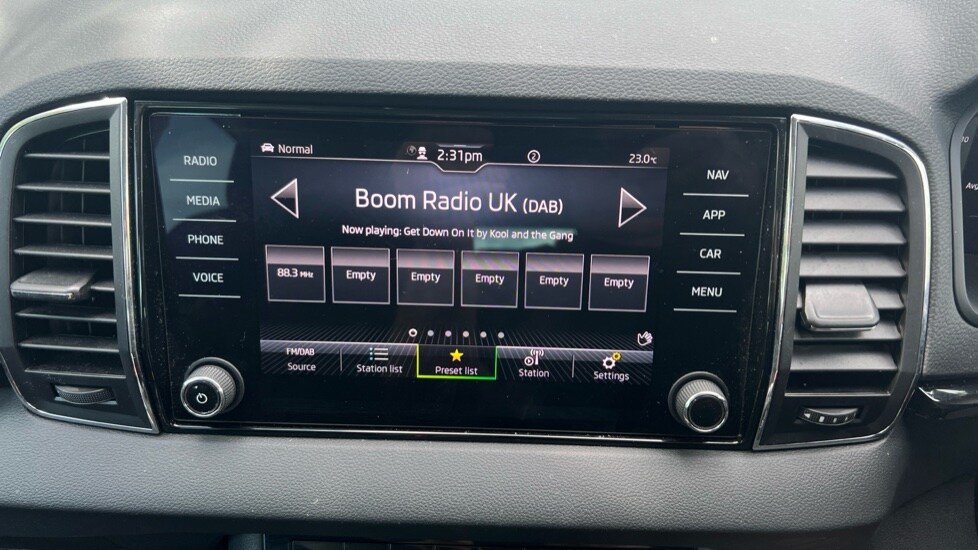 Normal 2:31pm 2 23.0°C
RADIO
MEDIA
PHONE
VOICE
Boom Radio UK (DAB)
Now playing: Get Down On It by Kool and the Gang
88.3 MHz Empty Empty Empty Empty Empty
FM/DAB
Source Station list Preset list Station Settings
NAV
APP
CAR
MENU
10
Avg